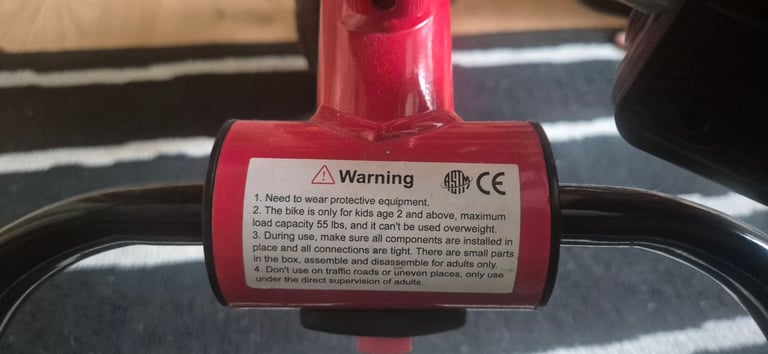 Warning ASTM CE
1. Need to wear protective equipment.
2. The bike is only for kids age 2 and above, maximum
load capacity 55 lbs, and it can't be used overweight.
3. During use, make sure all components are installed in
place and all connections are tight. There are small parts
in the box, assemble and disassemble for adults only.
4. Don't use on traffic roads or uneven places, only use
under the direct supervision of adults.